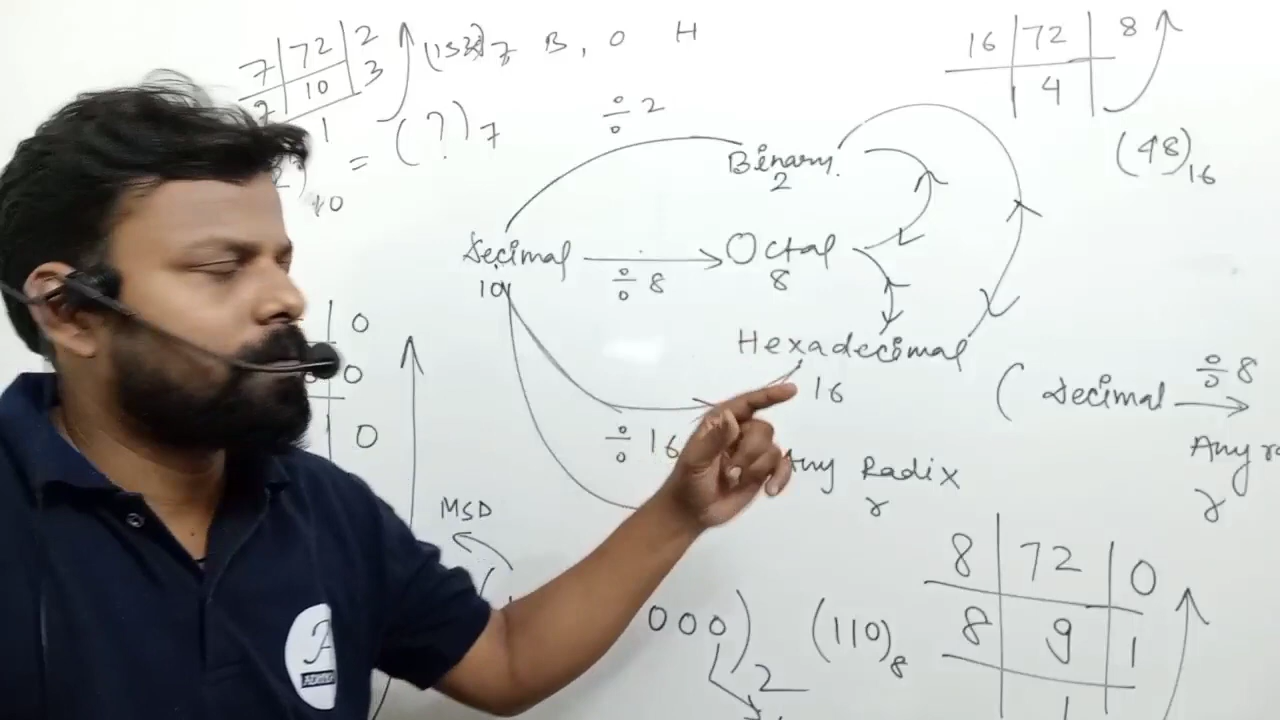 7 | 72 | 2
7 | 10 | 3
1
)₇ B, O H
= (?)₇
)₁₀
÷ 2
Binary
2
16 | 72 | 8
4
(48)₁₆
Decimal
10
÷ 8
Octal
8
Hexadecimal
16
÷ 16
Any Radix
r
( Decimal ÷ 8
Any
r
0
0
0
MSD
000)₂
(110)₈
8 | 72 | 0
8 | 9 | 1
1
A